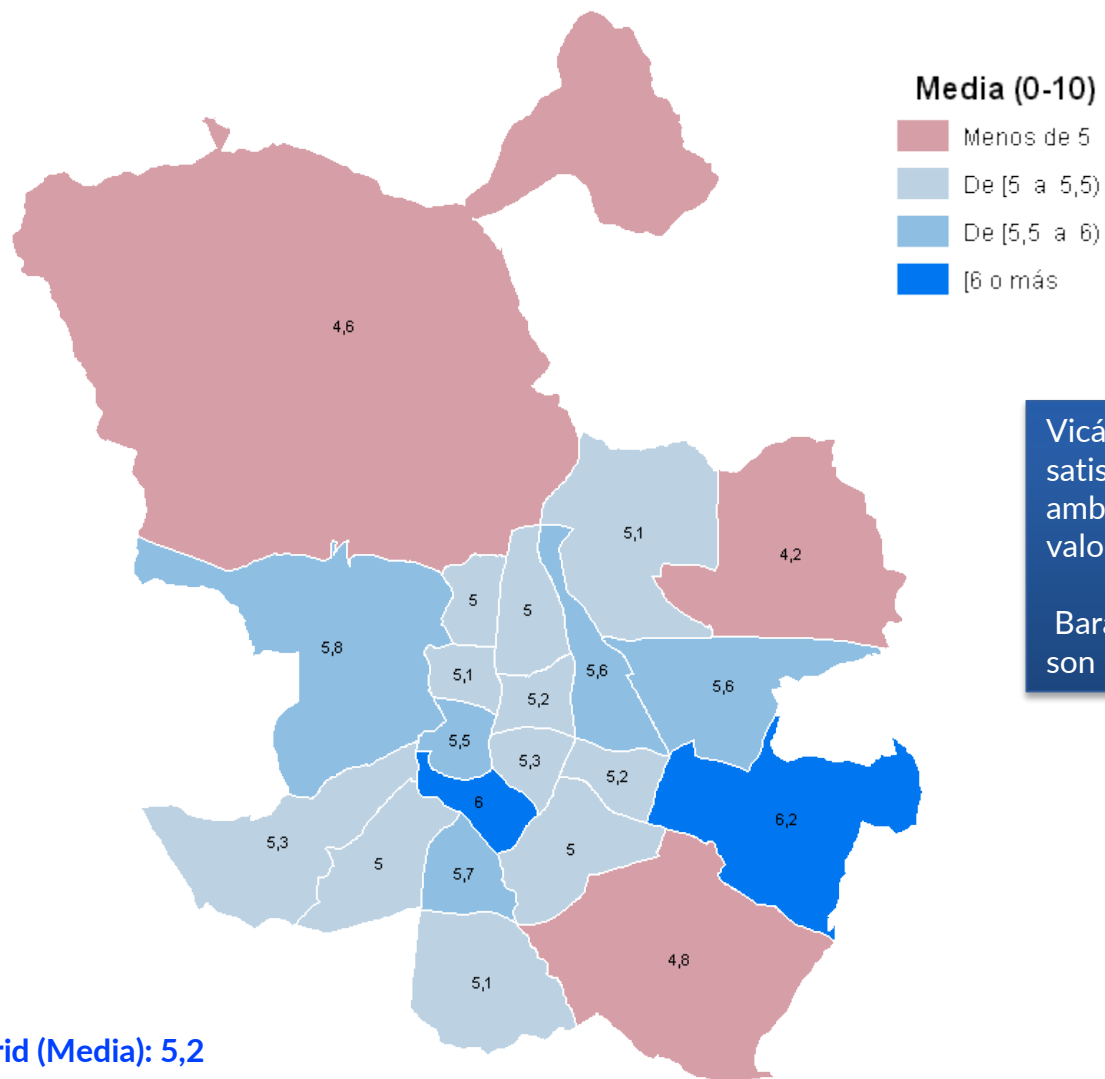 Media (0-10)
Menos de 5
De [5 a 5,5)
De [5,5 a 6)
[6 o más
4,6
5,1
4,2
5
5
5,8
5,1
5,6
5,6
5,2
5,5
5,3
5,2
6
6,2
5,3
5
5,7
5
4,8
5,1
Vicá
satis
amb
valo
Bara
son
rid (Media): 5,2